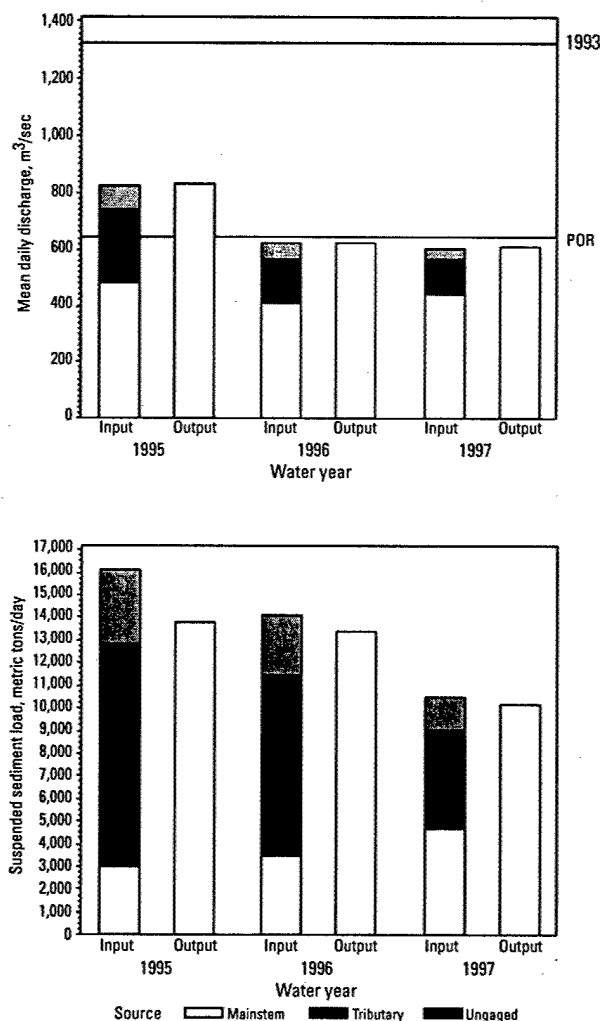 Mean daily discharge, m³/sec
1,400
1,200
1,000
800
600
400
200
0
1993
POR
Input Output Input Output Input Output
1995 1996 1997
Water year
Suspended sediment load, metric tons/day
17,000
16,000
15,000
14,000
13,000
12,000
11,000
10,000
9,000
8,000
7,000
6,000
5,000
4,000
3,000
2,000
1,000
0
Input Output Input Output Input Output
1995 1996 1997
Water year
Source Mainstem Tributary Ungaged